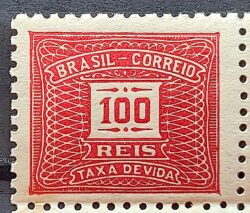 BRASIL-CORREIO
100
REIS
TAXA DEVIDA